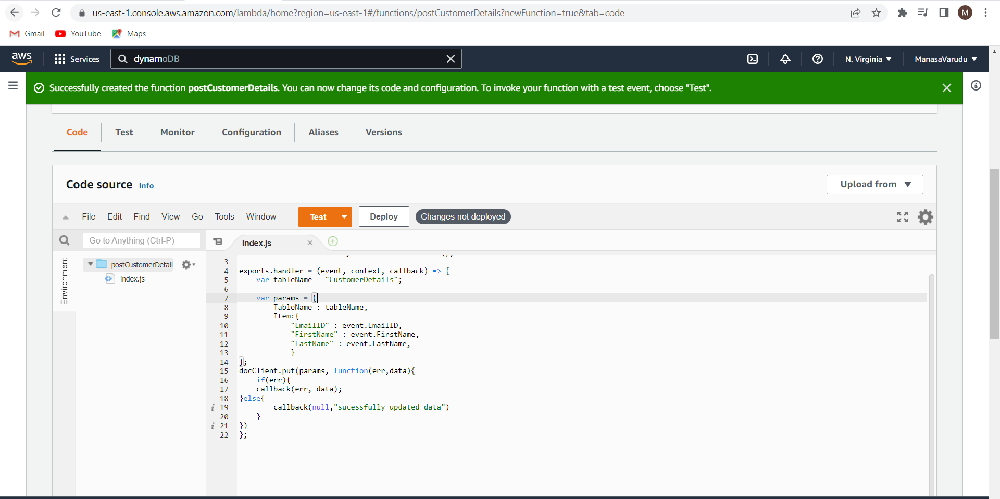 us-east-1.console.aws.amazon.com/lambda/home?region=us-east-1#/functions/postCustomerDetails?newFunction=true&tab=code
M
Gmail YouTube Maps
aws Services dynamoDB N. Virginia ManasaVarudu
Successfully created the function postCustomerDetails. You can now change its code and configuration. To invoke your function with a test event, choose "Test".
Code Test Monitor Configuration Aliases Versions
Code source Info Upload from
File Edit Find View Go Tools Window Test Deploy Changes not deployed
Go to Anything (Ctrl-P) index.js
Environment
postCustomerDetail
index.js
3
4 exports.handler = (event, context, callback) => {
5 var tableName = "CustomerDetails";
6
7 var params = {
8 TableName : tableName,
9 Item:{
10 "EmailID" : event.EmailID,
11 "FirstName" : event.FirstName,
12 "LastName" : event.LastName,
13 }
14 };
15 docClient.put(params, function(err,data){
16 if(err){
17 callback(err, data);
18 }else{
19 callback(null,"sucessfully updated data")
20 }
21 })
22 };